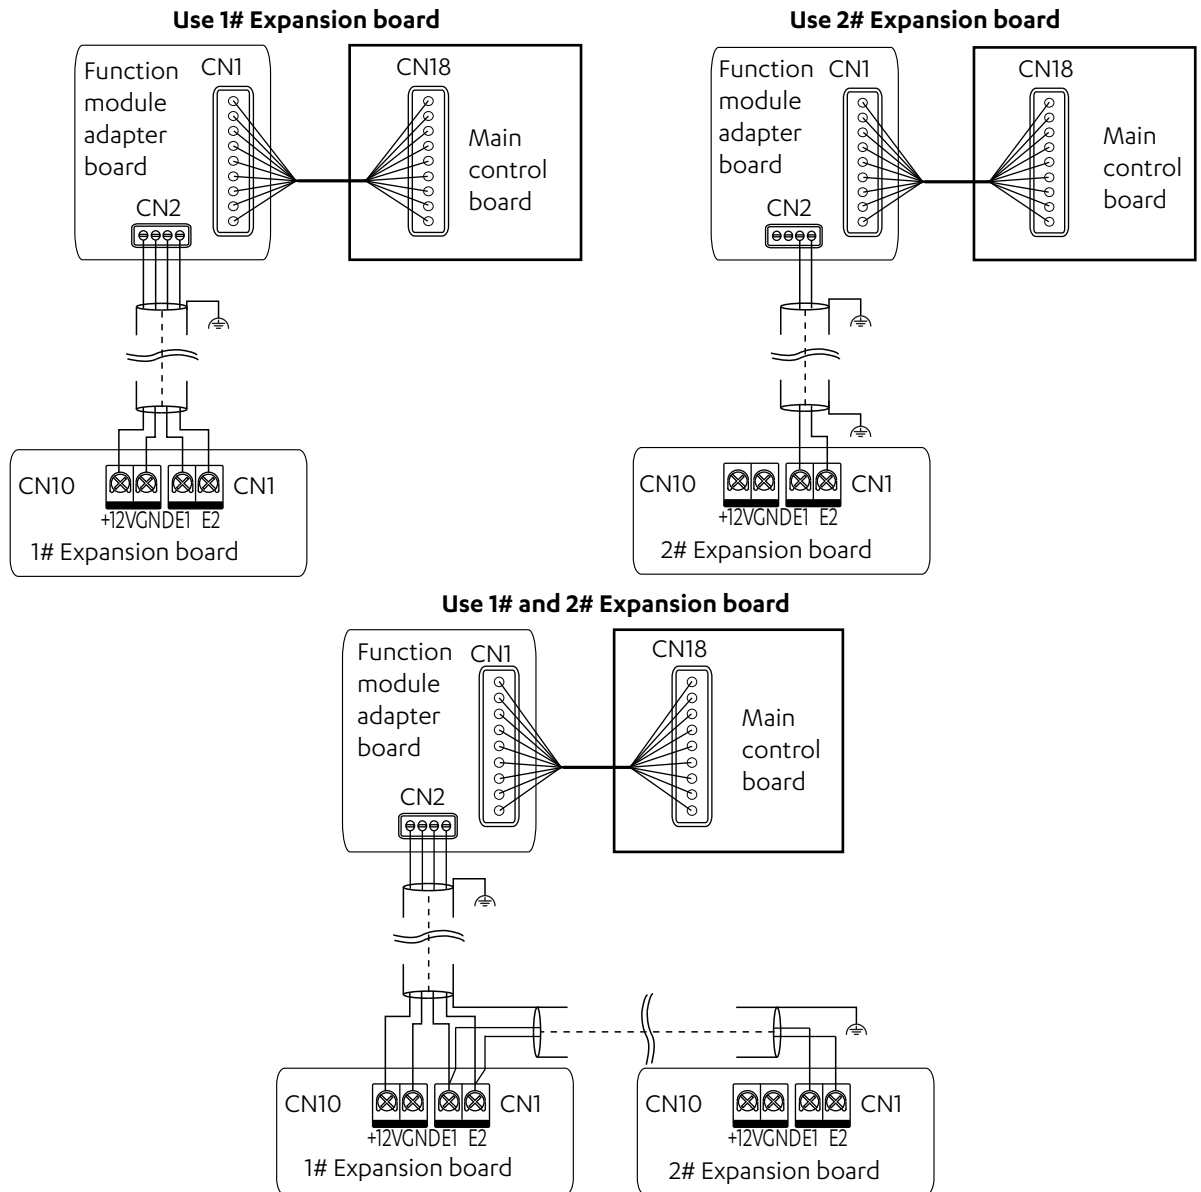 Use 1# Expansion board
Function
module
adapter
board
CN1
CN18
Main
control
board
CN2
CN10
CN1
+12VGNDE1 E2
1# Expansion board
Use 2# Expansion board
Function
module
adapter
board
CN1
CN18
Main
control
board
CN2
CN10
CN1
+12VGNDE1 E2
2# Expansion board
Use 1# and 2# Expansion board
Function
module
adapter
board
CN1
CN18
Main
control
board
CN2
CN10
CN1
+12VGNDE1 E2
1# Expansion board
CN10
CN1
+12VGNDE1 E2
2# Expansion board